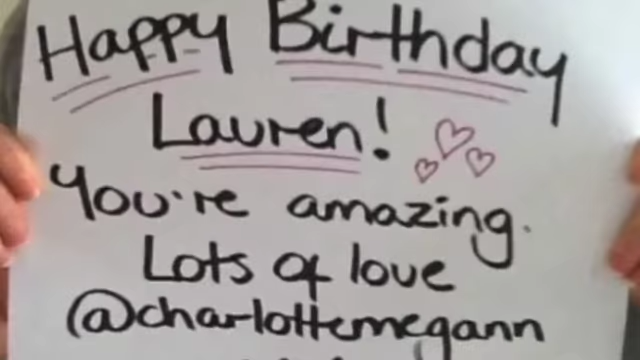 Happy Birthday
Lauren!
You're amazing.
Lots of love
@charlottemegann